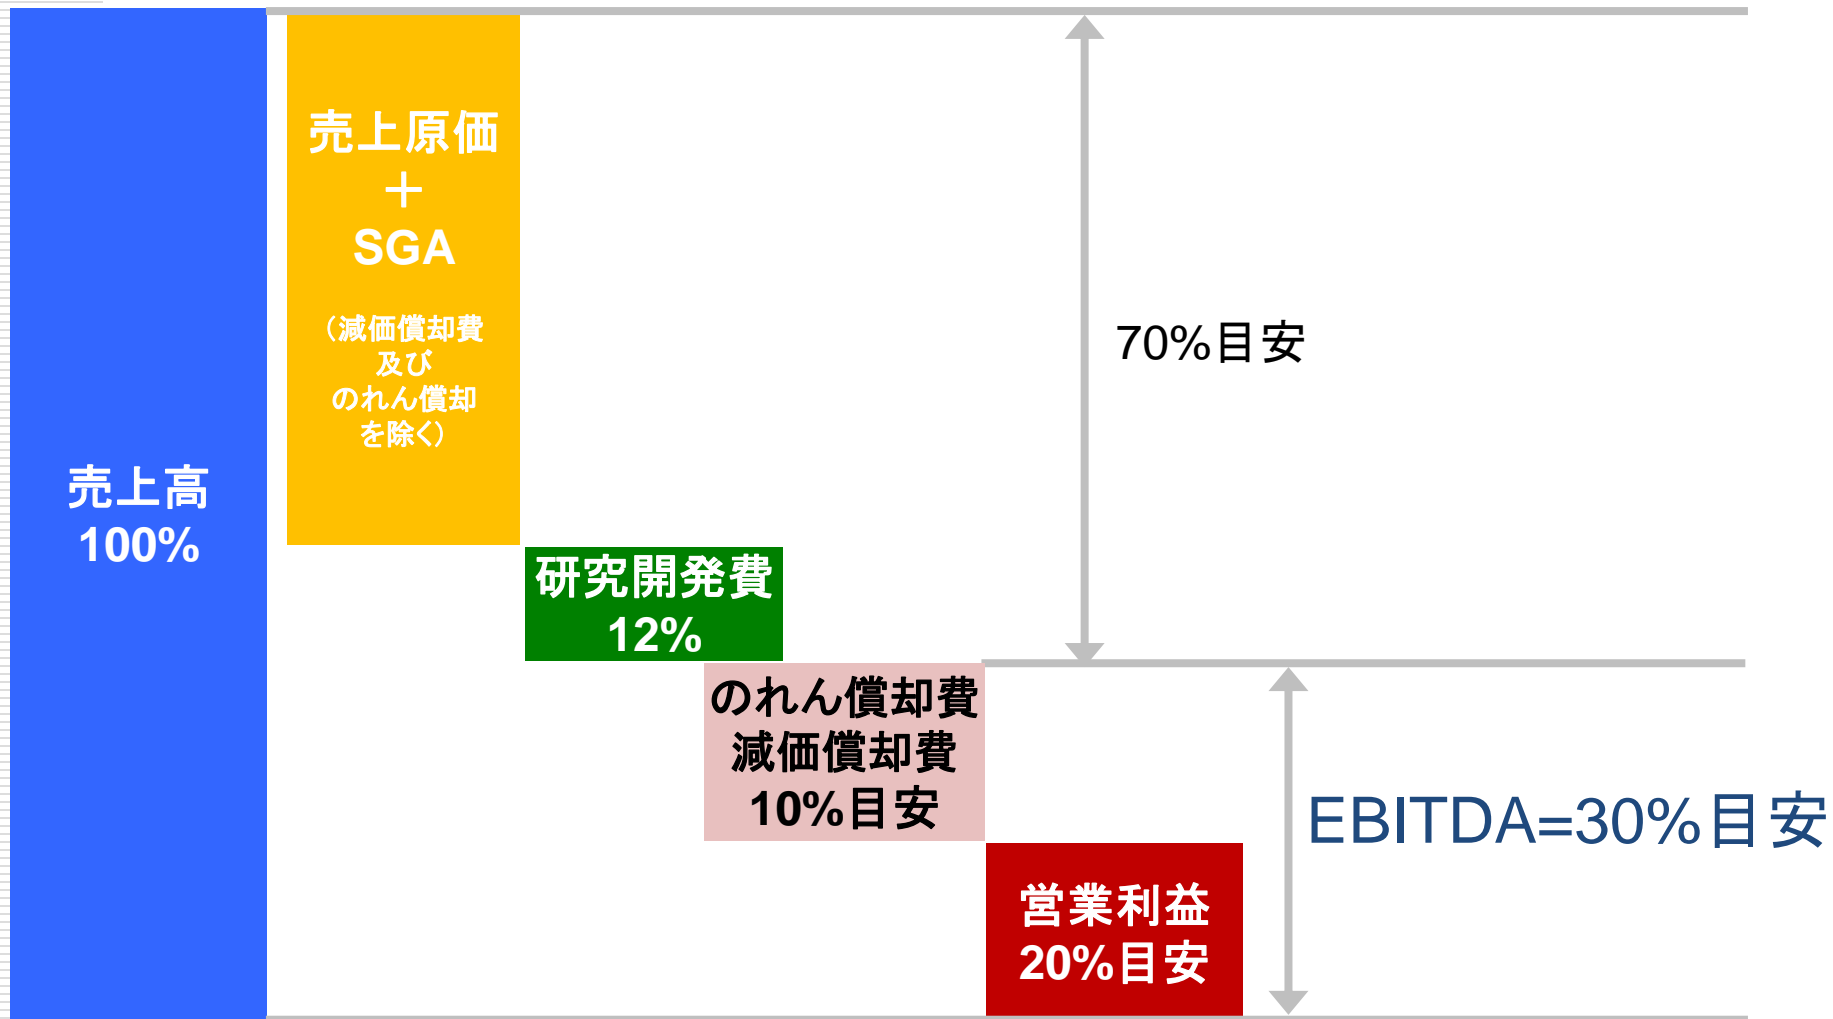 売上高
100%
売上原価
＋
SGA
（減価償却費
及び
のれん償却
を除く）
研究開発費
12%
のれん償却費
減価償却費
10%目安
営業利益
20%目安
70%目安
EBITDA=30%目安